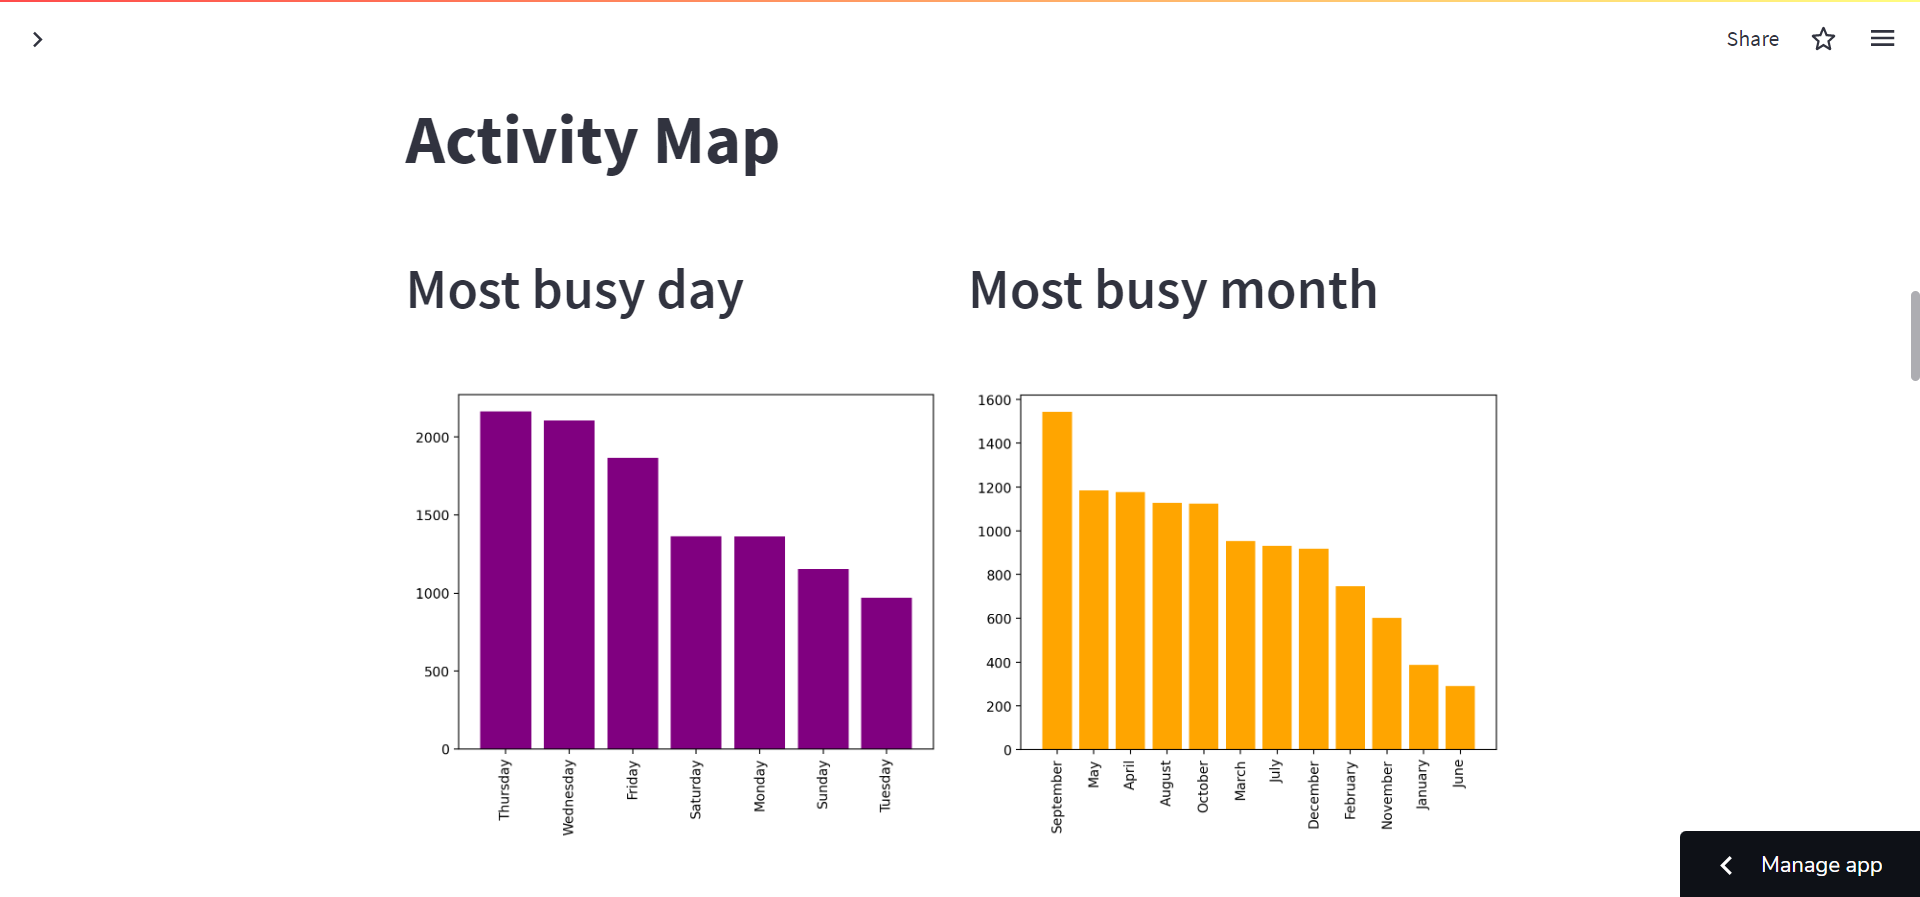 Share
Activity Map
Most busy day
Most busy month
2000
1500
1000
500
0
Thursday
Wednesday
Friday
Saturday
Monday
Sunday
Tuesday
1600
1400
1200
1000
800
600
400
200
0
September
May
April
August
October
March
July
December
February
November
January
June
Manage app